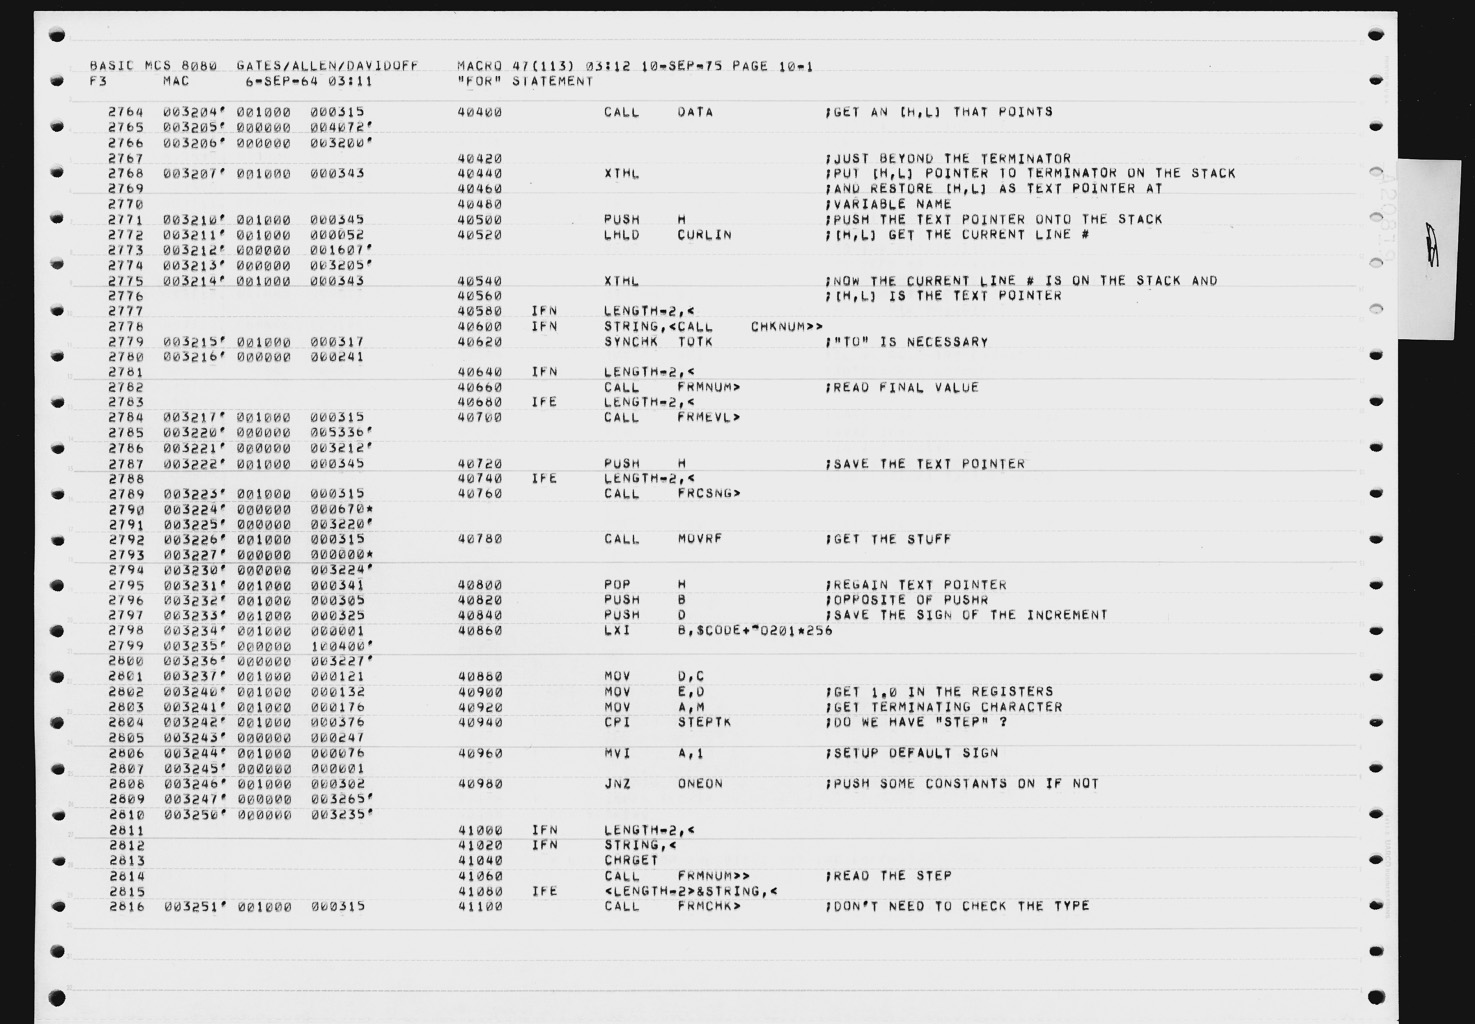 BASIC MCS 8080 GATES/ALLEN/DAVIDOFF MACRO 47(113) 03:12 10-SEP-75 PAGE 10-1
F3 MAC 6-SEP-64 03:11 "FOR" STATEMENT
2764 003204' 001000 000315 40400 CALL DATA ;GET AN [H,L] THAT POINTS
2765 003205' 000000 004072'
2766 003206' 000000 003200'
2767 40420 ;JUST BEYOND THE TERMINATOR
2768 003207' 001000 000343 40440 XTHL ;PUT [H,L] POINTER TO TERMINATOR ON THE STACK
2769 40460 ;AND RESTORE [H,L] AS TEXT POINTER AT
2770 40480 ;VARIABLE NAME
2771 003210' 001000 000345 40500 PUSH H ;PUSH THE TEXT POINTER ONTO THE STACK
2772 003211' 001000 000052 40520 LHLD CURLIN ;[H,L] GET THE CURRENT LINE #
2773 003212' 000000 001607'
2774 003213' 000000 003205'
2775 003214' 001000 000343 40540 XTHL ;NOW THE CURRENT LINE # IS ON THE STACK AND
2776 40560 ;[H,L] IS THE TEXT POINTER
2777 40580 IFN LENGTH-2,<
2778 40600 IFN STRING,<CALL CHKNUM>>
2779 003215' 001000 000317 40620 SYNCHK TOTK ;"TO" IS NECESSARY
2780 003216' 000000 000241
2781 40640 IFN LENGTH-2,<
2782 40660 CALL FRMNUM> ;READ FINAL VALUE
2783 40680 IFE LENGTH-2,<
2784 003217' 001000 000315 40700 CALL FRMEVL>
2785 003220' 000000 005336'
2786 003221' 000000 003212'
2787 003222' 001000 000345 40720 PUSH H ;SAVE THE TEXT POINTER
2788 40740 IFE LENGTH-2,<
2789 003223' 001000 000315 40760 CALL FRCSNG>
2790 003224' 000000 000670*
2791 003225' 000000 003220'
2792 003226' 001000 000315 40780 CALL MOVRF ;GET THE STUFF
2793 003227' 000000 000000*
2794 003230' 000000 003224'
2795 003231' 001000 000341 40800 POP H ;REGAIN TEXT POINTER
2796 003232' 001000 000305 40820 PUSH B ;OPPOSITE OF PUSHR
2797 003233' 001000 000325 40840 PUSH D ;SAVE THE SIGN OF THE INCREMENT
2798 003234' 001000 000001 40860 LXI B,$CODE+^O201*256
2799 003235' 000000 100400'
2800 003236' 000000 003227'
2801 003237' 001000 000121 40880 MOV D,C
2802 003240' 001000 000132 40900 MOV E,D ;GET 1.0 IN THE REGISTERS
2803 003241' 001000 000176 40920 MOV A,M ;GET TERMINATING CHARACTER
2804 003242' 001000 000376 40940 CPI STEPTK ;DO WE HAVE "STEP" ?
2805 003243' 000000 000247
2806 003244' 001000 000076 40960 MVI A,1 ;SETUP DEFAULT SIGN
2807 003245' 000000 000001
2808 003246' 001000 000302 40980 JNZ ONEON ;PUSH SOME CONSTANTS ON IF NOT
2809 003247' 000000 003265'
2810 003250' 000000 003235'
2811 41000 IFN LENGTH-2,<
2812 41020 IFN STRING,<
2813 41040 CHRGET
2814 41060 CALL FRMNUM>> ;READ THE STEP
2815 41080 IFE <LENGTH-2>&STRING,<
2816 003251' 001000 000315 41100 CALL FRMCHK> ;DON'T NEED TO CHECK THE TYPE